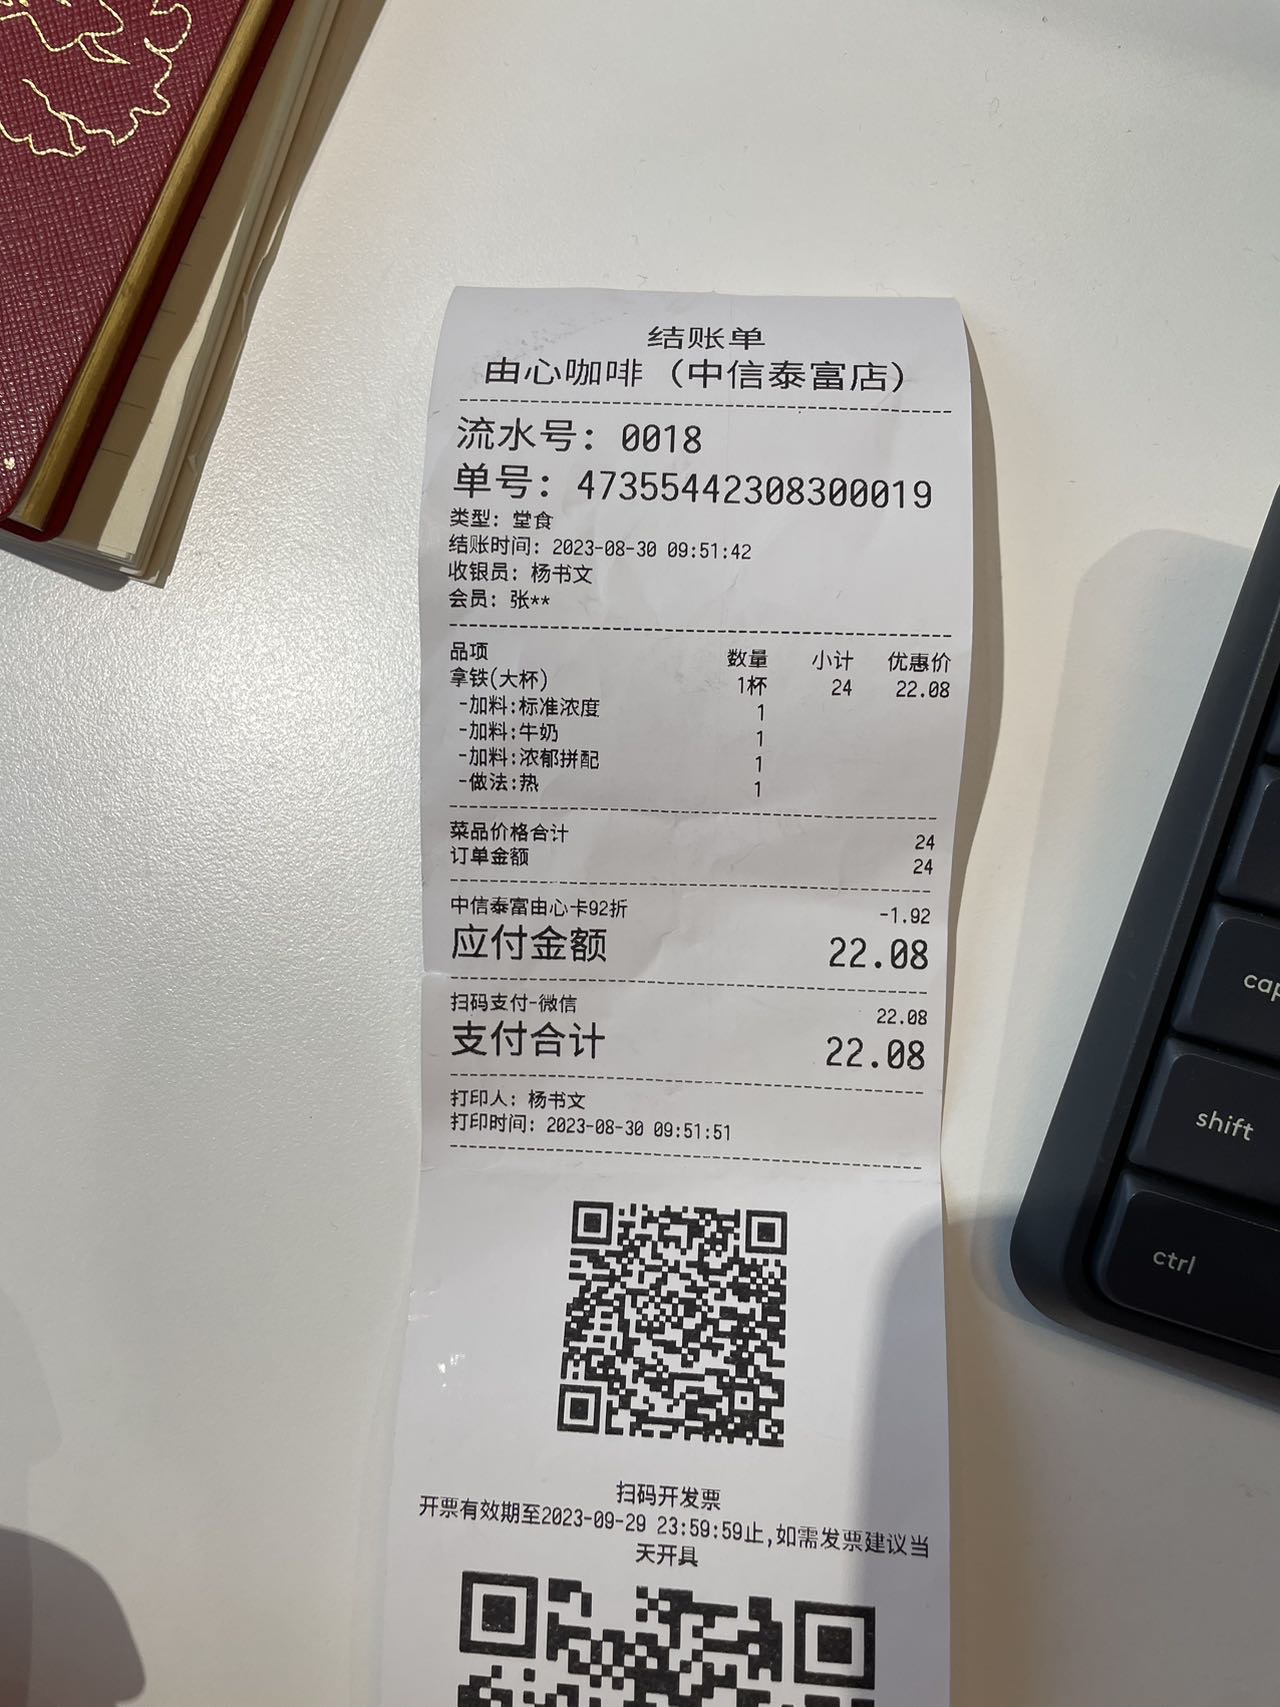 结账单
由心咖啡（中信泰富店）
流水号: 0018
单号: 47355442308300019
类型: 堂食
结账时间: 2023-08-30 09:51:42
收银员: 杨书文
会员: 张**
品项 数量 小计 优惠价
拿铁(大杯) 1杯 24 22.08
-加料:标准浓度 1
-加料:牛奶 1
-加料:浓郁拼配 1
-做法:热 1
菜品价格合计 24
订单金额 24
中信泰富由心卡92折 -1.92
应付金额 22.08
扫码支付-微信 22.08
支付合计 22.08
打印人: 杨书文
打印时间: 2023-08-30 09:51:51
扫码开发票
开票有效期至2023-09-29 23:59:59止,如需发票建议当
天开具
cap
shift
ctrl